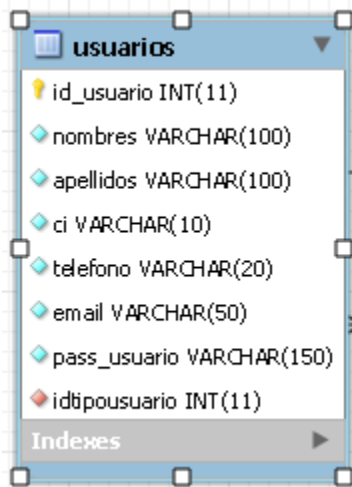 usuarios
id_usuario INT(11)
nombres VARCHAR(100)
apellidos VARCHAR(100)
ci VARCHAR(10)
telefono VARCHAR(20)
email VARCHAR(50)
pass_usuario VARCHAR(150)
idtipousuario INT(11)
Indexes